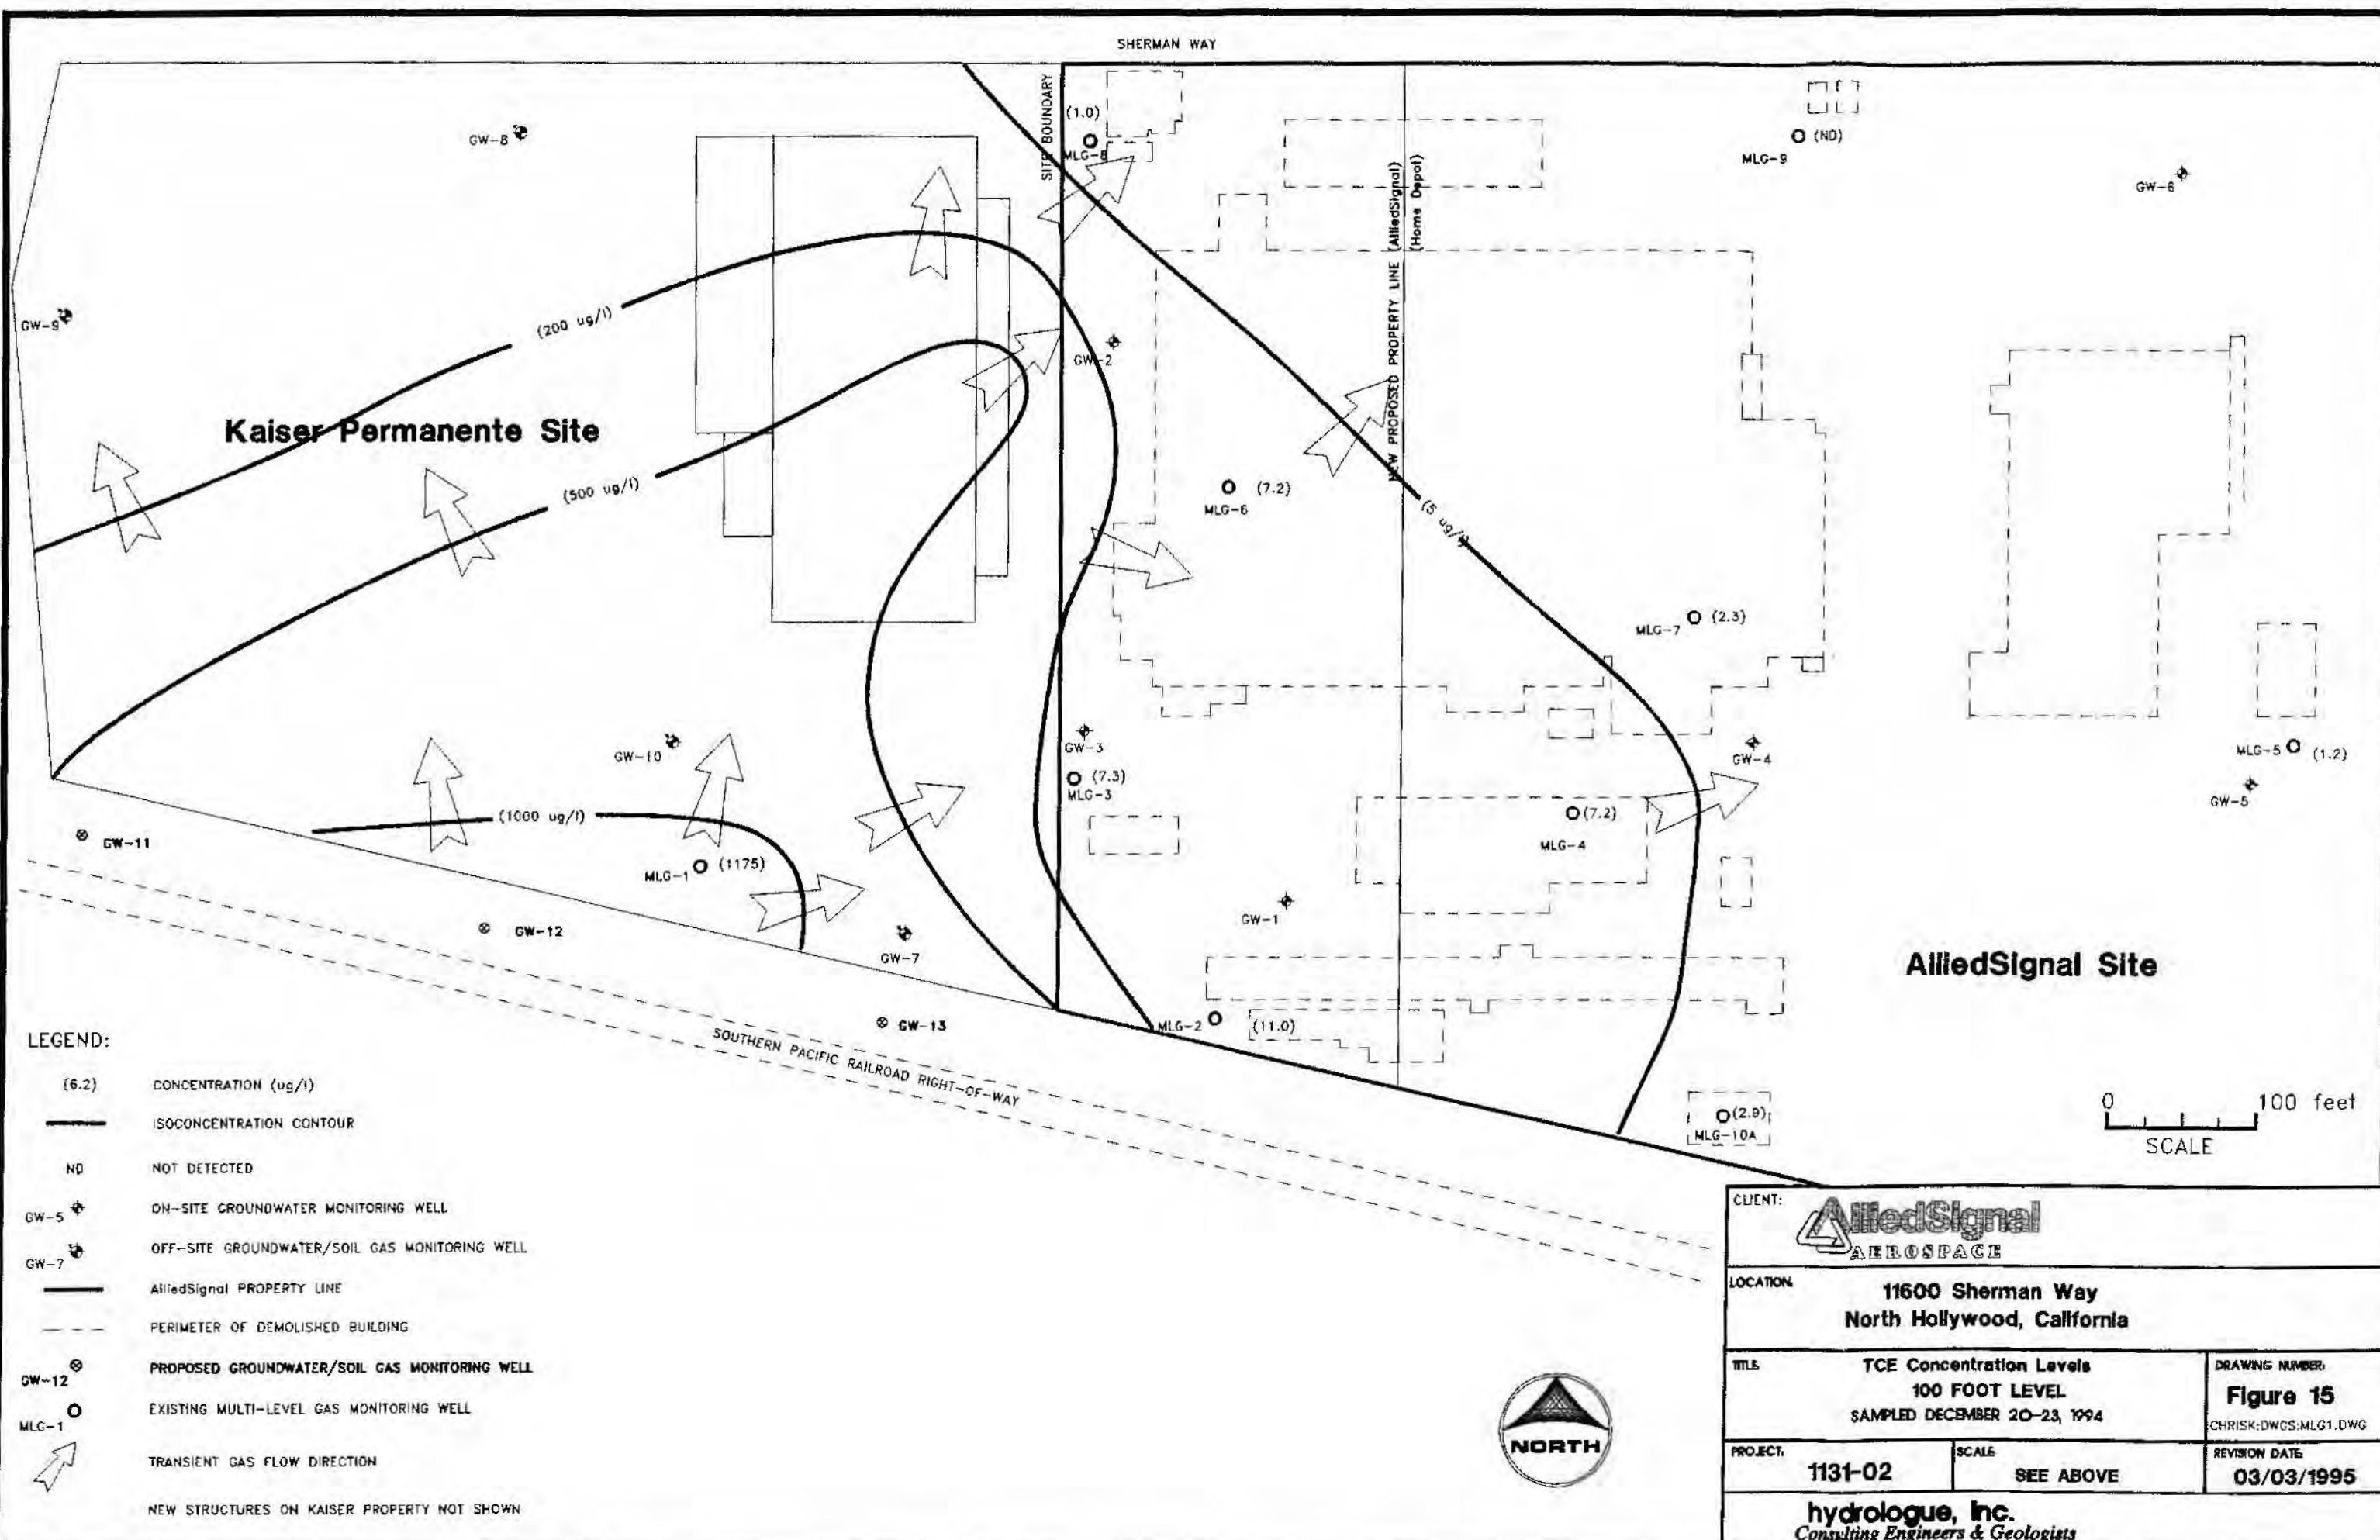 SHERMAN WAY
SITE BOUNDARY
(1.0)
MLG-8
GW-8
MLG-9
(ND)
GW-6
NEW PROPOSED PROPERTY LINE (AlliedSignal)
(Home Depot)
GW-9
(200 ug/l)
GW-2
Kaiser Permanente Site
(500 ug/l)
MLG-6
(7.2)
(5 ug/l)
MLG-7
(2.3)
GW-10
GW-3
(7.3)
MLG-3
GW-4
MLG-5
(1.2)
GW-5
(1000 ug/l)
(7.2)
MLG-4
GW-11
MLG-1
(1175)
GW-1
GW-12
GW-7
AlliedSignal Site
GW-13
MLG-2
(11.0)
SOUTHERN PACIFIC RAILROAD RIGHT-OF-WAY
(2.9)
MLG-10A
0
100 feet
SCALE
LEGEND:
(6.2) CONCENTRATION (ug/l)
ISOCONCENTRATION CONTOUR
ND NOT DETECTED
GW-5 ON-SITE GROUNDWATER MONITORING WELL
GW-7 OFF-SITE GROUNDWATER/SOIL GAS MONITORING WELL
AlliedSignal PROPERTY LINE
PERIMETER OF DEMOLISHED BUILDING
GW-12 PROPOSED GROUNDWATER/SOIL GAS MONITORING WELL
MLG-1 EXISTING MULTI-LEVEL GAS MONITORING WELL
TRANSIENT GAS FLOW DIRECTION
NEW STRUCTURES ON KAISER PROPERTY NOT SHOWN
NORTH
CLIENT:
AlliedSignal
AEROSPACE
LOCATION:
11600 Sherman Way
North Hollywood, California
TITLE:
TCE Concentration Levels
100 FOOT LEVEL
SAMPLED DECEMBER 20-23, 1994
DRAWING NUMBER:
Figure 15
CHRISK:DWGS:MLG1.DWG
PROJECT:
1131-02
SCALE:
SEE ABOVE
REVISION DATE:
03/03/1995
hydrologue, Inc.
Consulting Engineers & Geologists